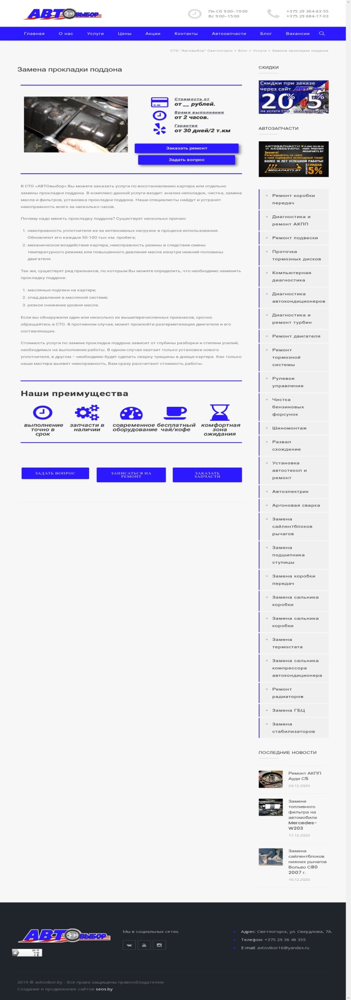 АВТОВЫБОР
Пн-Сб 9:00–19:00
Вс 9:00–15:00
+375 29 364-63-55
+375 29 684-17-03
Главная О нас Услуги Цены Акции Контакты Автозапчасти Блог Вакансии
СТО "Автовыбор" Светлогорск > Блог > Услуги > Замена прокладки поддона
Замена прокладки поддона
Стоимость от
от __ рублей.
Время выполнения
от 2 часов.
Гарантия
от 30 дней/2 т.км
Заказать ремонт
Задать вопрос
В СТО «АВТОвыбор» Вы можете заказать услуги по восстановлению картера или отдельно
замены прокладки поддона. В комплекс данной услуги входит: анализ неполадок, чистка, замена
масла и фильтров, установка прокладки поддона. Наши специалисты найдут и устранят
неисправность всего за несколько часов.
Почему надо менять прокладку поддона? Существует несколько причин:
1. неисправность уплотнителя из-за интенсивных нагрузок в процессе использования.
Обновляют его каждые 50-100 тыс.км. пробега;
2. механическое воздействие картера, неисправность резины в следствие смены
температурного режима или повышенного давления масла изнутри нижней половины
двигателя.
Так же, существует ряд признаков, по которым Вы можете определить, что необходимо заменить
прокладку поддона:
1. масляные подтеки на картере;
2. спад давления в масляной системе;
3. резкое снижение уровня масла.
Если вы обнаружили один или несколько их вышеперечисленных признаков, срочно
обращайтесь в СТО. В противном случае, может произойти разгерметизация двигателя и его
составляющих.
Стоимость услуги по замене прокладки поддона зависит от глубины разборки и степени усилий,
необходимых на выполнение работы. В одном случае хватает только установки нового
уплотнителя, в другом – необходимо будет сделать сварку трещины в днище картера. Как только
наши мастера выявят неисправность, Вам сразу рассчитают стоимость работы.
Наши преимущества
выполнение
точно в
срок
запчасти в
наличии
современное
оборудование
бесплатный
чай/кофе
комфортная
зона
ожидания
ЗАДАТЬ ВОПРОС
ЗАПИСАТЬСЯ НА
РЕМОНТ
ЗАКАЗАТЬ
ЗАПЧАСТИ
СКИДКИ
Скидки при заказе
через сайт АВТОВЫБОР
20% 5%
на услуги СТО на Автозапчасти
АВТОЗАПЧАСТИ
АВТОЗАПЧАСТИ
И АКСЕССУАРЫ
MEGAPARTS.BY
Звоните!
Регистрируйтесь на сайте
и сами подбирайте необходимый товар!
БОЛЕЕ 10 ЛЕТ УСПЕШНОЙ РАБОТЫ!
MEGAPARTS.BY
СКИДКА
5%
Ремонт коробки
передач
Диагностика и
ремонт АКПП
Ремонт подвески
Проточка
тормозных дисков
Компьютерная
диагностика
Диагностика
автокондиционеров
Диагностика и
ремонт турбин
Ремонт двигателя
Ремонт
тормозной
системы
Рулевое
управление
Чистка
бензиновых
форсунок
Шиномонтаж
Развал
схождение
Установка
автостекол и
ремонт
Автоэлектрик
Аргоновая сварка
Замена
сайлентблоков
рычагов
Замена
подшипника
ступицы
Замена коробки
передач
Замена сальника
коробки
Замена сальника
коробки
Замена
термостата
Замена сальника
компрессора
автокондиционера
Ремонт
радиаторов
Замена ГБЦ
Замена
стабилизаторов
ПОСЛЕДНИЕ НОВОСТИ
Ремонт АКПП
Ауди С5
24.12.2020
Замене
топливного
фильтра на
автомобиле
Mercedes-
W203
17.12.2020
Замена
сайлентблоков
нижних рычагов
Вольво С80
2007 г.
10.12.2020
АВТОВЫБОР
Мы в социальных сетях.
Адрес: Светлогорск, ул. Свердлова, 7А.
Телефон: +375 29 36 46 355
E-mail: avtovibor16@yandex.ru
2019 © avtovibor.by - Все права защищены правообладателем
Создание и продвижение сайтов seos.by